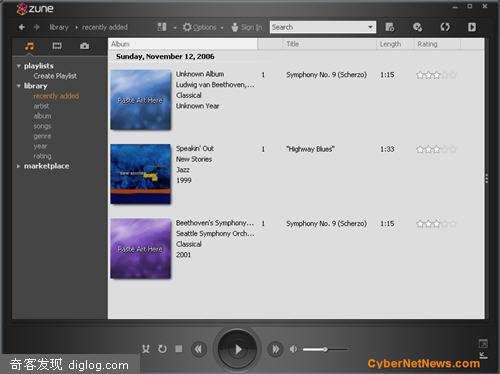 zune
library recently added
Options
Sign In
Search
playlists
Create Playlist
library
recently added
artist
album
songs
genre
year
rating
marketplace
Album Title Length Rating
Sunday, November 12, 2006
Paste Art Here
Unknown Album 1 Symphony No. 9 (Scherzo) 1:15
Ludwig van Beethoven,...
Classical
Unknown Year
new stories
Speakin' Out 1 "Highway Blues" 1:33
New Stories
Jazz
1999
Paste Art Here
Beethoven's Symphony... 1 Symphony No. 9 (Scherzo) 1:15
Seattle Symphony Orch...
Classical
2001
奇客发现 diglog.com
CyberNetNews.com